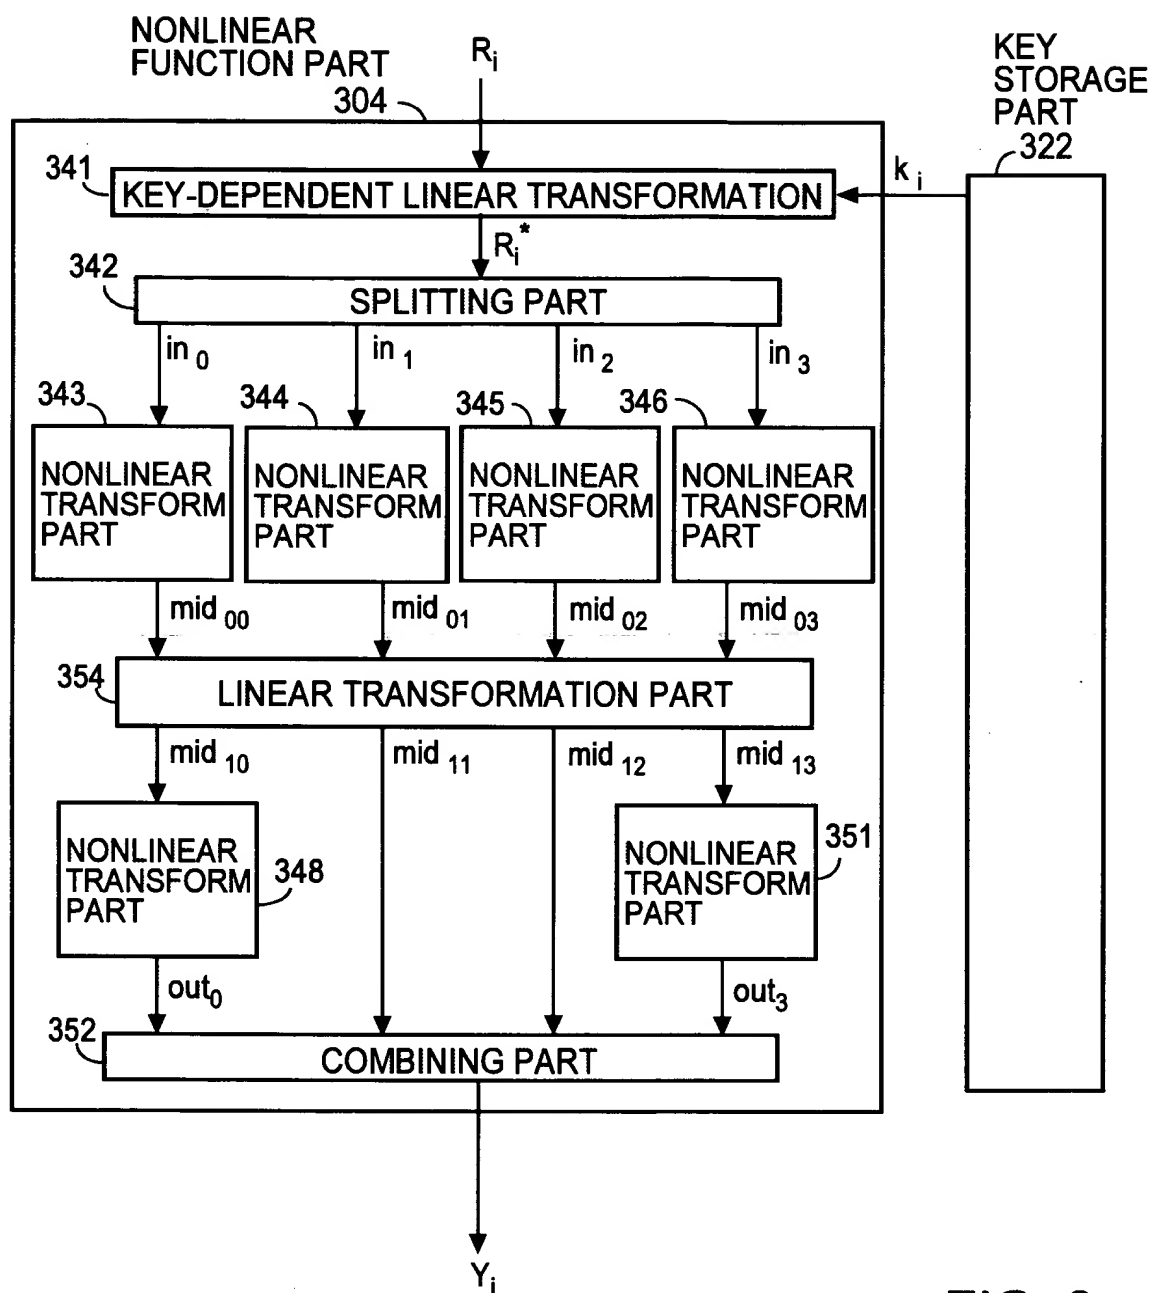 NONLINEAR
FUNCTION PART
304
R_i
KEY
STORAGE
PART
322
341
KEY-DEPENDENT LINEAR TRANSFORMATION
k_i
R_i^*
342
SPLITTING PART
in_0
in_1
in_2
in_3
343
344
345
346
NONLINEAR
TRANSFORM
PART
NONLINEAR
TRANSFORM
PART
NONLINEAR
TRANSFORM
PART
NONLINEAR
TRANSFORM
PART
mid_00
mid_01
mid_02
mid_03
354
LINEAR TRANSFORMATION PART
mid_10
mid_11
mid_12
mid_13
NONLINEAR
TRANSFORM
PART
348
NONLINEAR
TRANSFORM
PART
351
out_0
out_3
352
COMBINING PART
Y_i